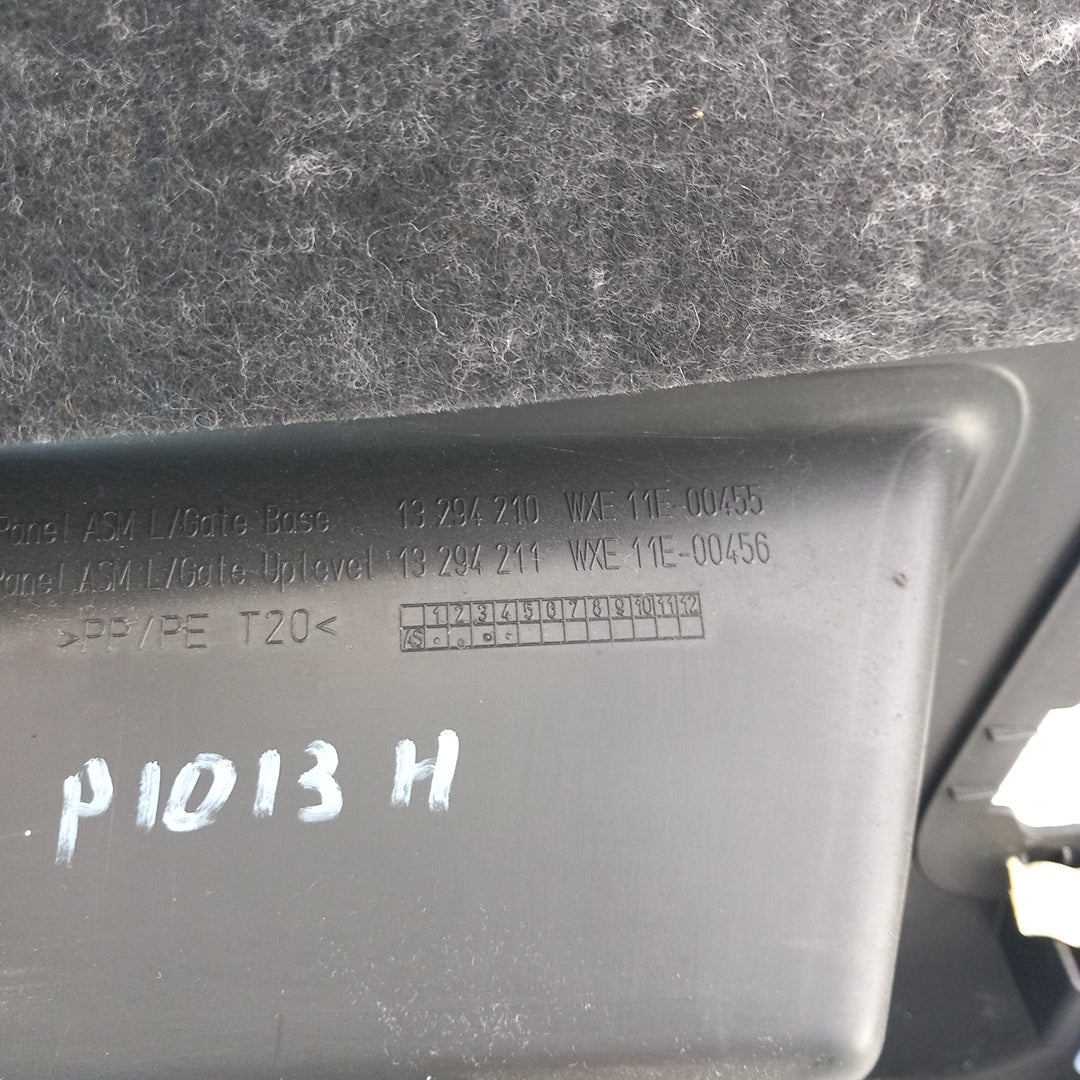 Panel ASM L/Gate Base 13 294 210 WXE 11E-00455
Panel ASM L/Gate Uplevel 13 294 211 WXE 11E-00456
>PP/PE T20<
1 2 3 4 5 6 7 8 9 10 11 12
AS
P1013 H